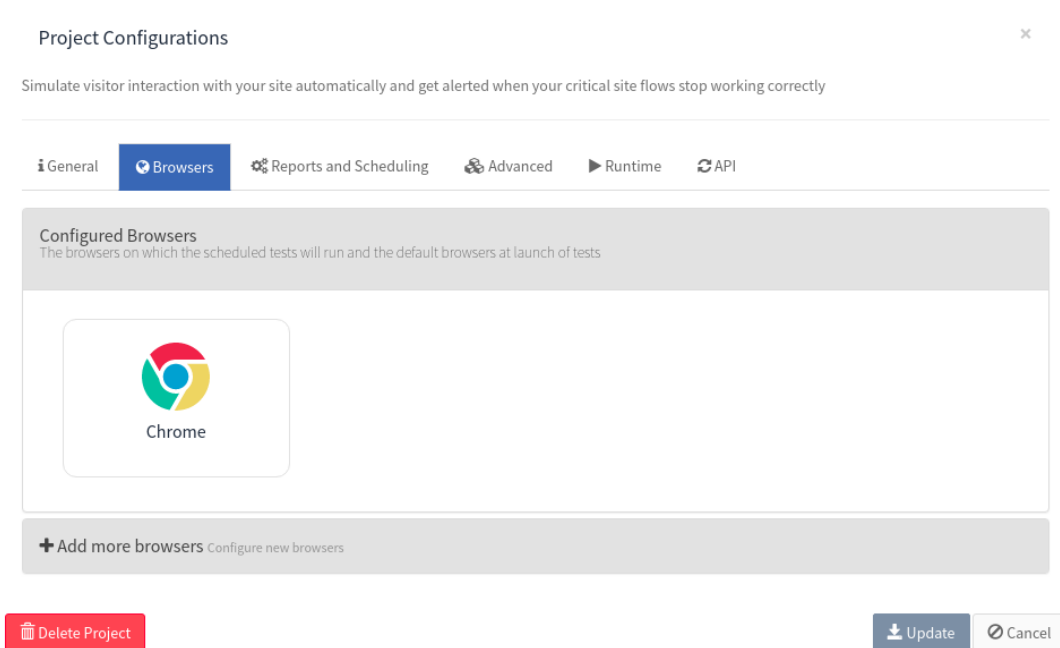 Project Configurations
×
Simulate visitor interaction with your site automatically and get alerted when your critical site flows stop working correctly
General Browsers Reports and Scheduling Advanced Runtime API
Configured Browsers
The browsers on which the scheduled tests will run and the default browsers at launch of tests
Chrome
Add more browsers Configure new browsers
Delete Project Update Cancel